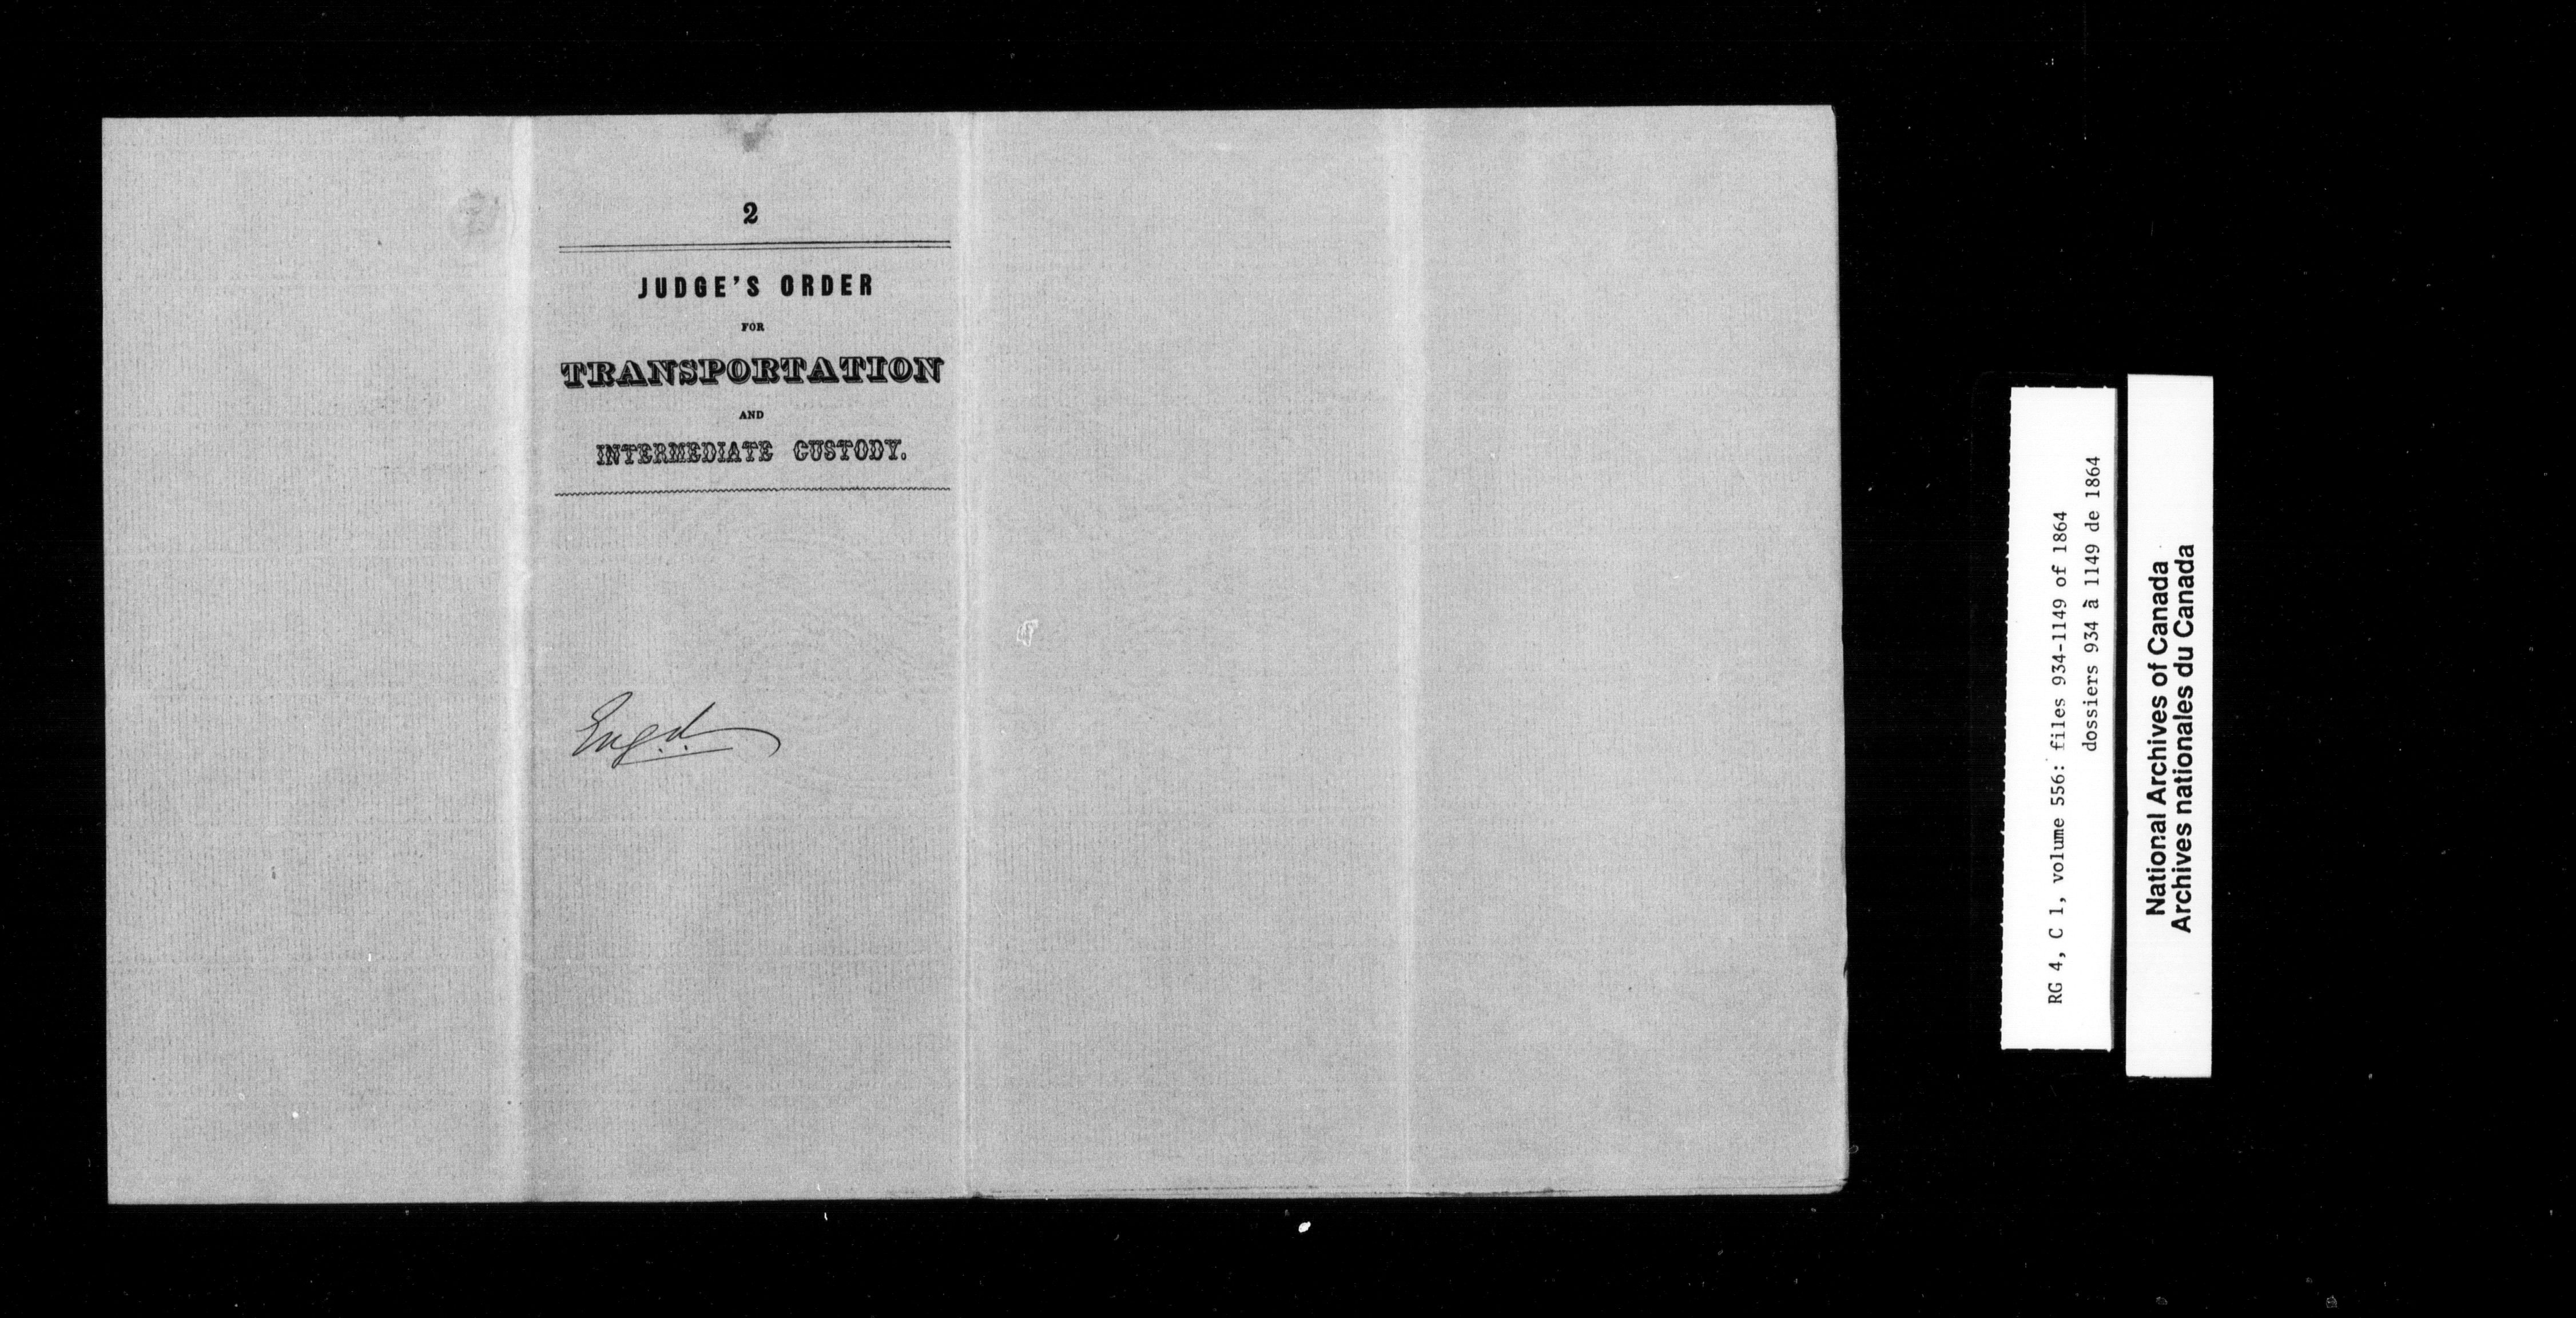 2
JUDGE'S ORDER
FOR
TRANSPORTATION
AND
INTERMEDIATE CUSTODY.
Engd.
RG 4, C 1, volume 556: files 934-1149 of 1864
dossiers 934 à 1149 de 1864
National Archives of Canada
Archives nationales du Canada